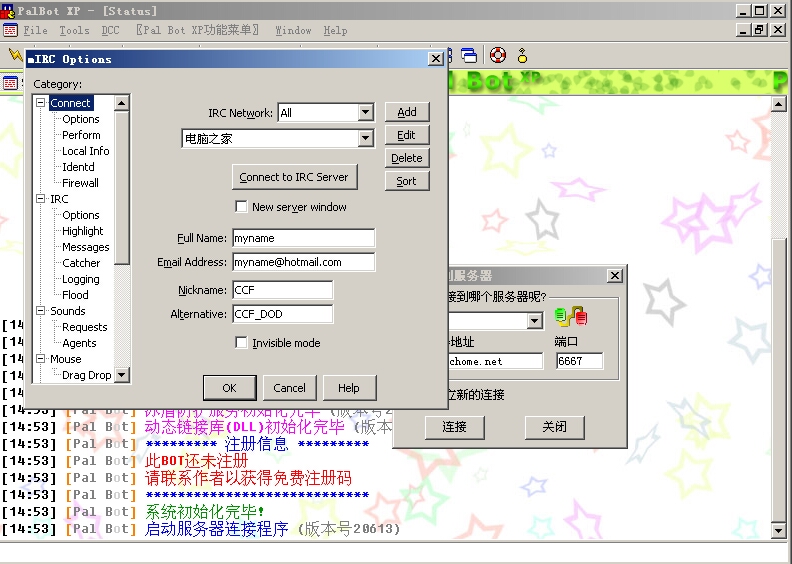 PalBot XP - [Status]
File Tools DCC 〖Pal Bot XP功能菜单〗 Window Help
mIRC Options
Bot XP
Category:
Connect
Options
Perform
Local Info
Identd
Firewall
IRC
Options
Highlight
Messages
Catcher
Logging
Flood
Sounds
Requests
Agents
Mouse
Drag Drop
IRC Network: All
电脑之家
Add
Edit
Delete
Sort
Connect to IRC Server
New server window
Full Name: myname
Email Address: myname@hotmail.com
Nickname: CCF
Alternative: CCF_DOD
Invisible mode
OK Cancel Help
服务器
接到哪个服务器呢?
地址 端口
chome.net 6667
立新的连接
连接 关闭
[14:53] [Pal Bot]
[14:53] [Pal Bot] 动态链接库(DLL)初始化完毕 (版本
[14:53] [Pal Bot] ********* 注册信息 *********
[14:53] [Pal Bot] 此BOT还未注册
[14:53] [Pal Bot] 请联系作者以获得免费注册码
[14:53] [Pal Bot] ****************************
[14:53] [Pal Bot] 系统初始化完毕!
[14:53] [Pal Bot] 启动服务器连接程序 (版本号20613)